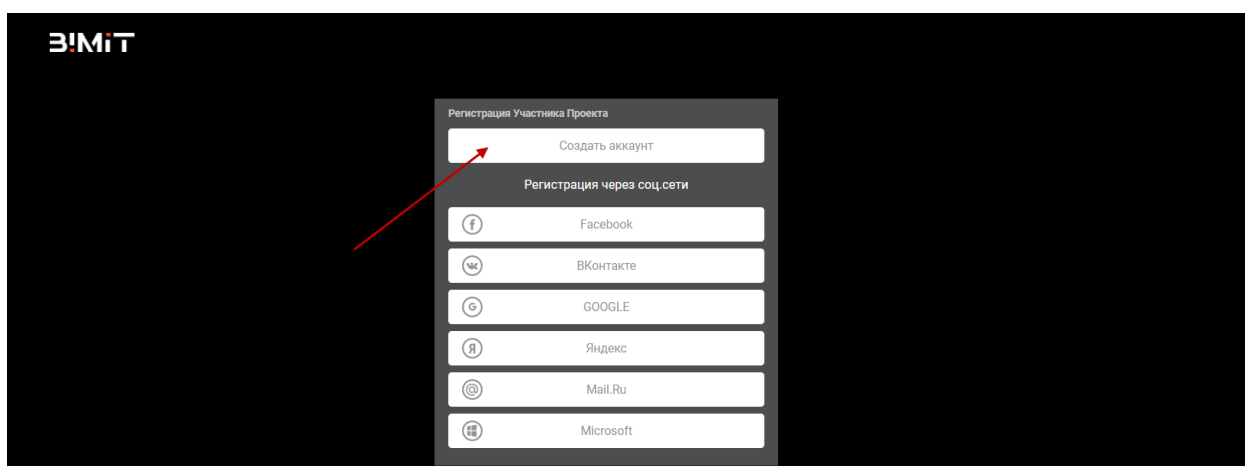 B!MiT
Регистрация Участника Проекта
Создать аккаунт
Регистрация через соц.сети
Facebook
ВКонтакте
GOOGLE
Яндекс
Mail.Ru
Microsoft